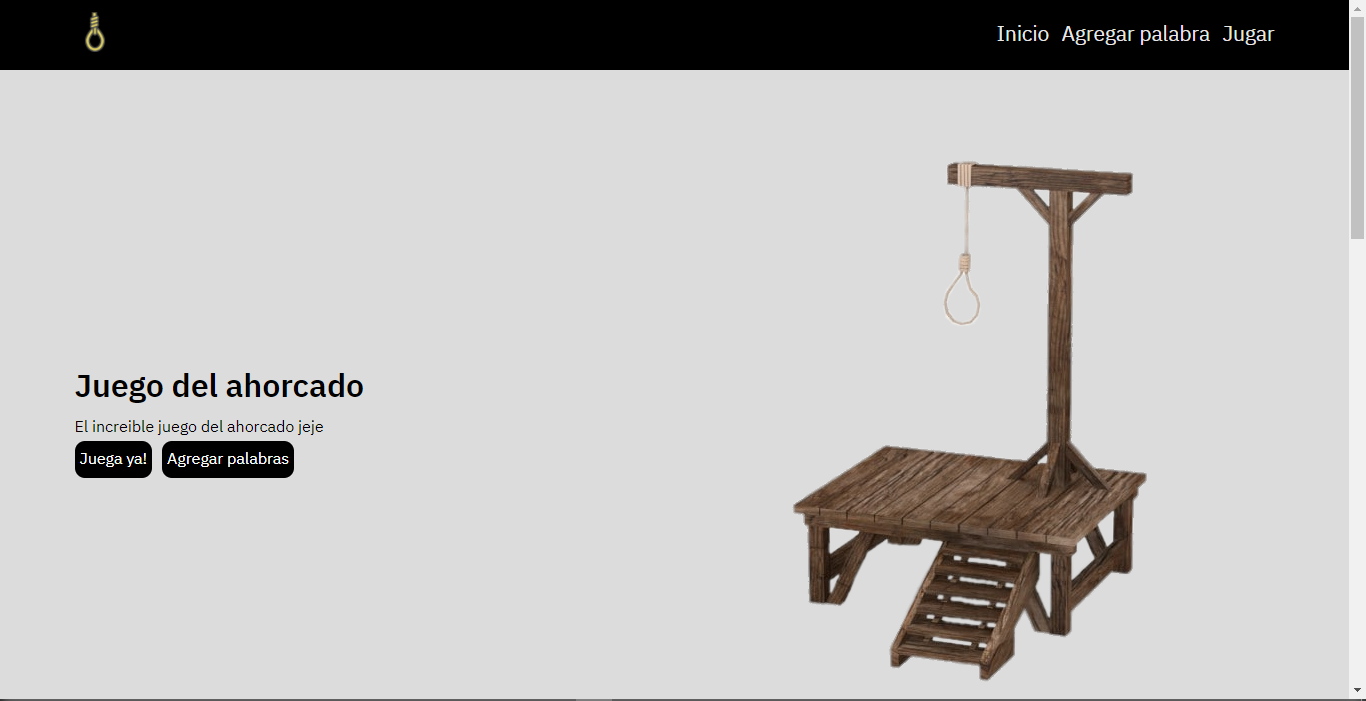 Inicio Agregar palabra Jugar
Juego del ahorcado
El increible juego del ahorcado jeje
Juega ya! Agregar palabras